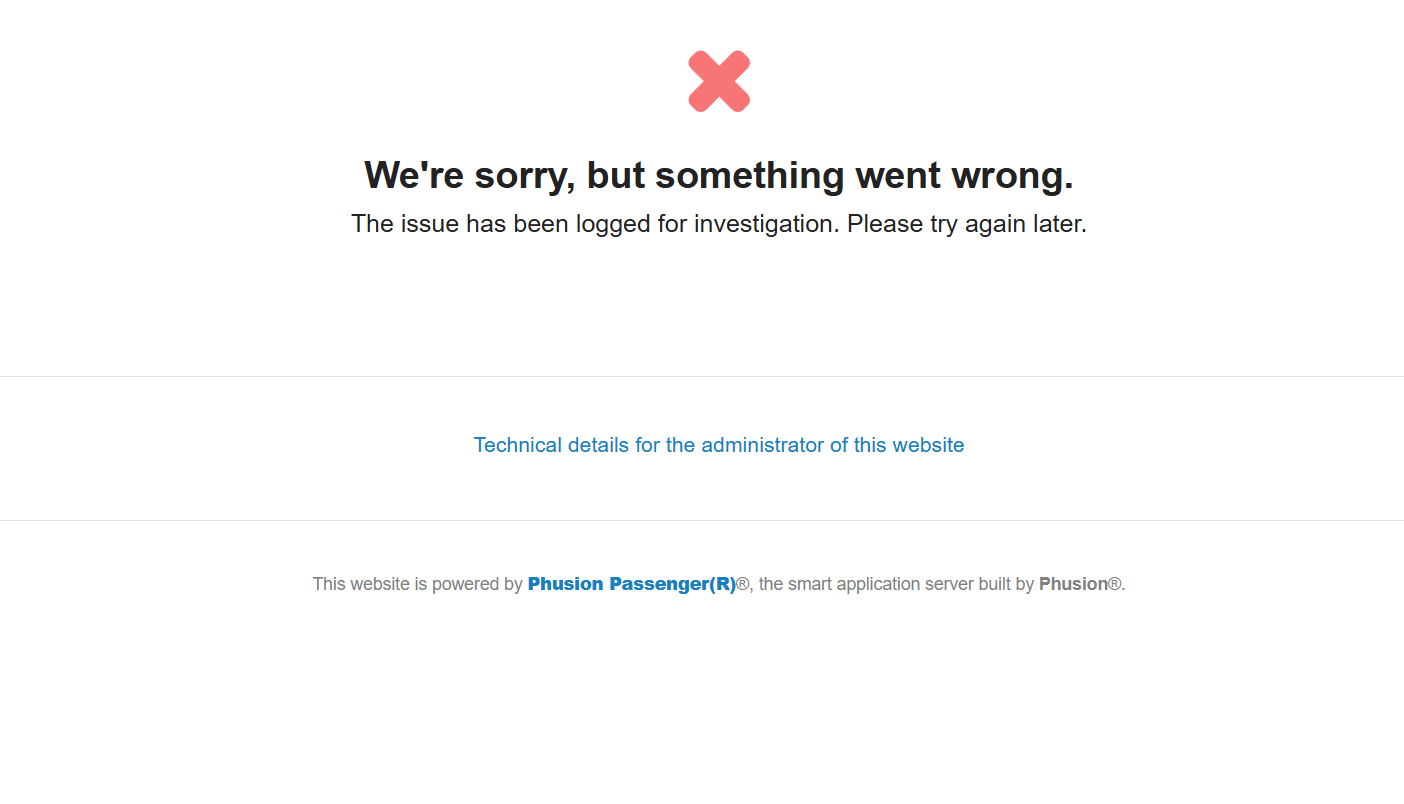 We're sorry, but something went wrong.
The issue has been logged for investigation. Please try again later.
Technical details for the administrator of this website
This website is powered by Phusion Passenger(R)®, the smart application server built by Phusion®.